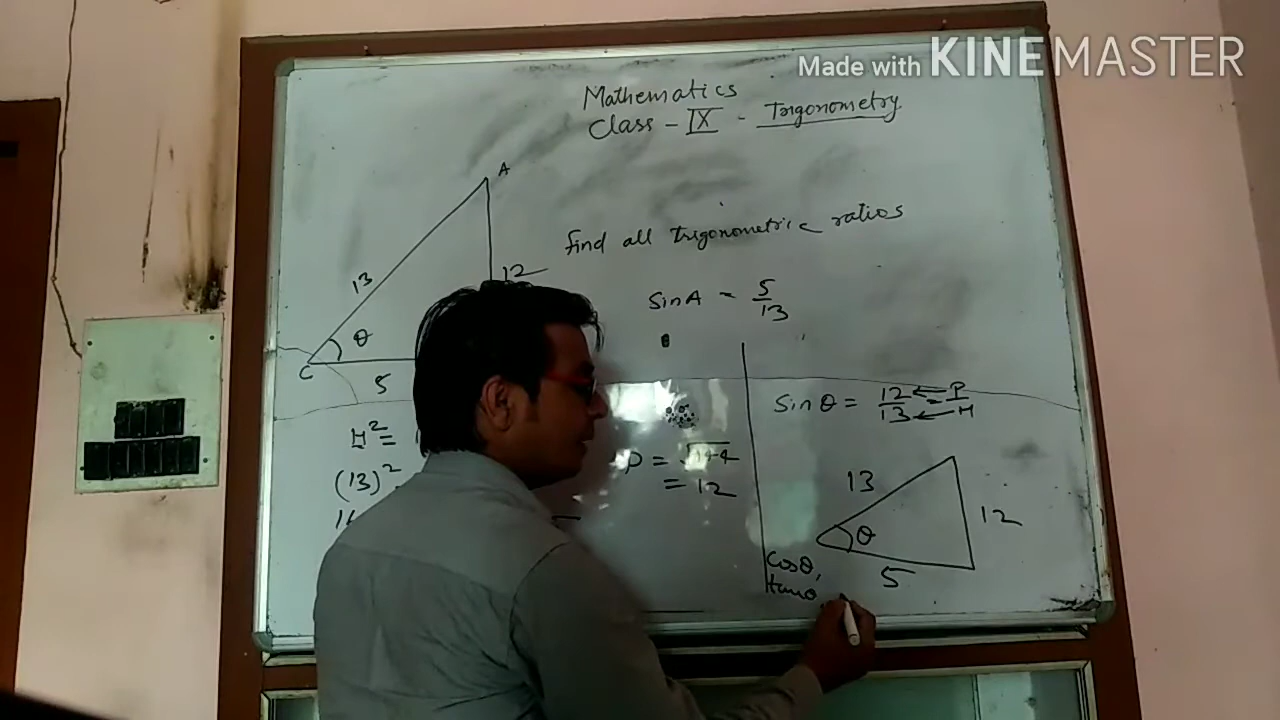 Made with KINEMASTER
Mathematics
Class - IX - Trigonometry
A
13
12
θ
C
5
find all trigonometric ratios
sin A = 5/13
H² =
(13)²
P =
= 12
sin θ = 12/13 ← P/H
13
θ
12
5
cos θ,
tan θ